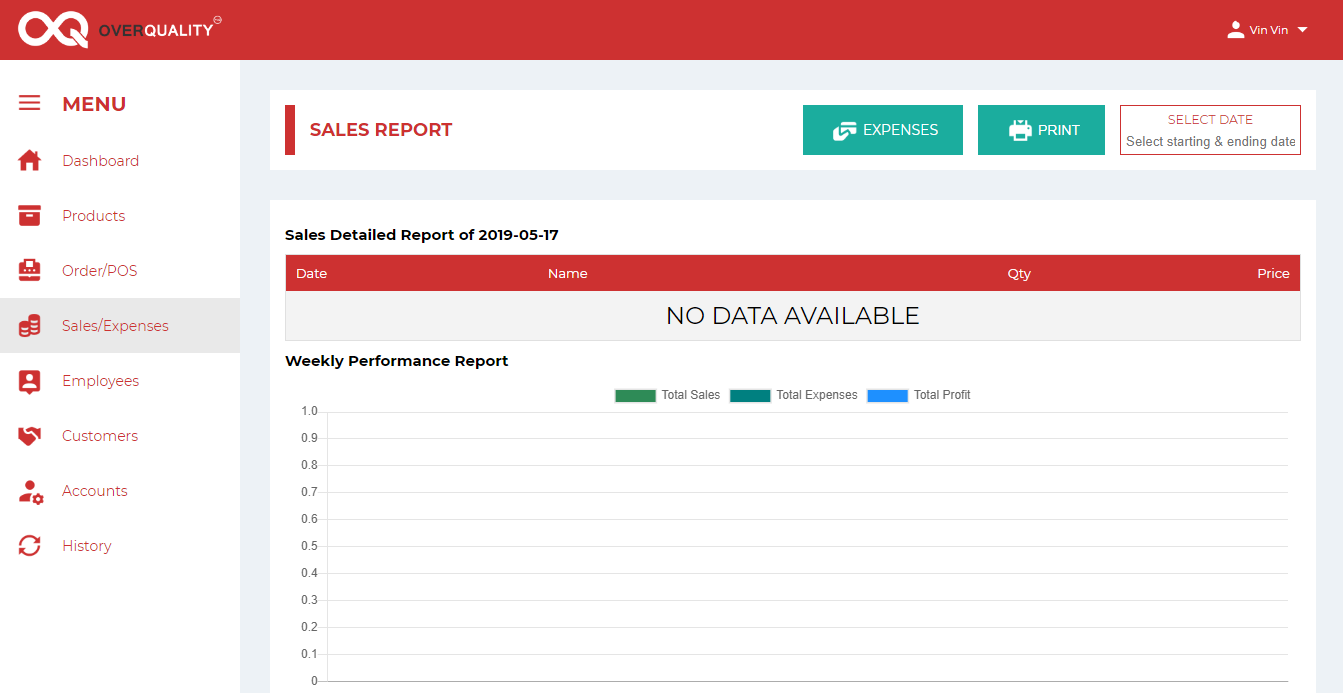 OVERQUALITY
Vin Vin
MENU
Dashboard
Products
Order/POS
Sales/Expenses
Employees
Customers
Accounts
History
SALES REPORT
EXPENSES
PRINT
SELECT DATE
Select starting & ending date
Sales Detailed Report of 2019-05-17
Date Name Qty Price
NO DATA AVAILABLE
Weekly Performance Report
Total Sales Total Expenses Total Profit
1.0
0.9
0.8
0.7
0.6
0.5
0.4
0.3
0.2
0.1
0